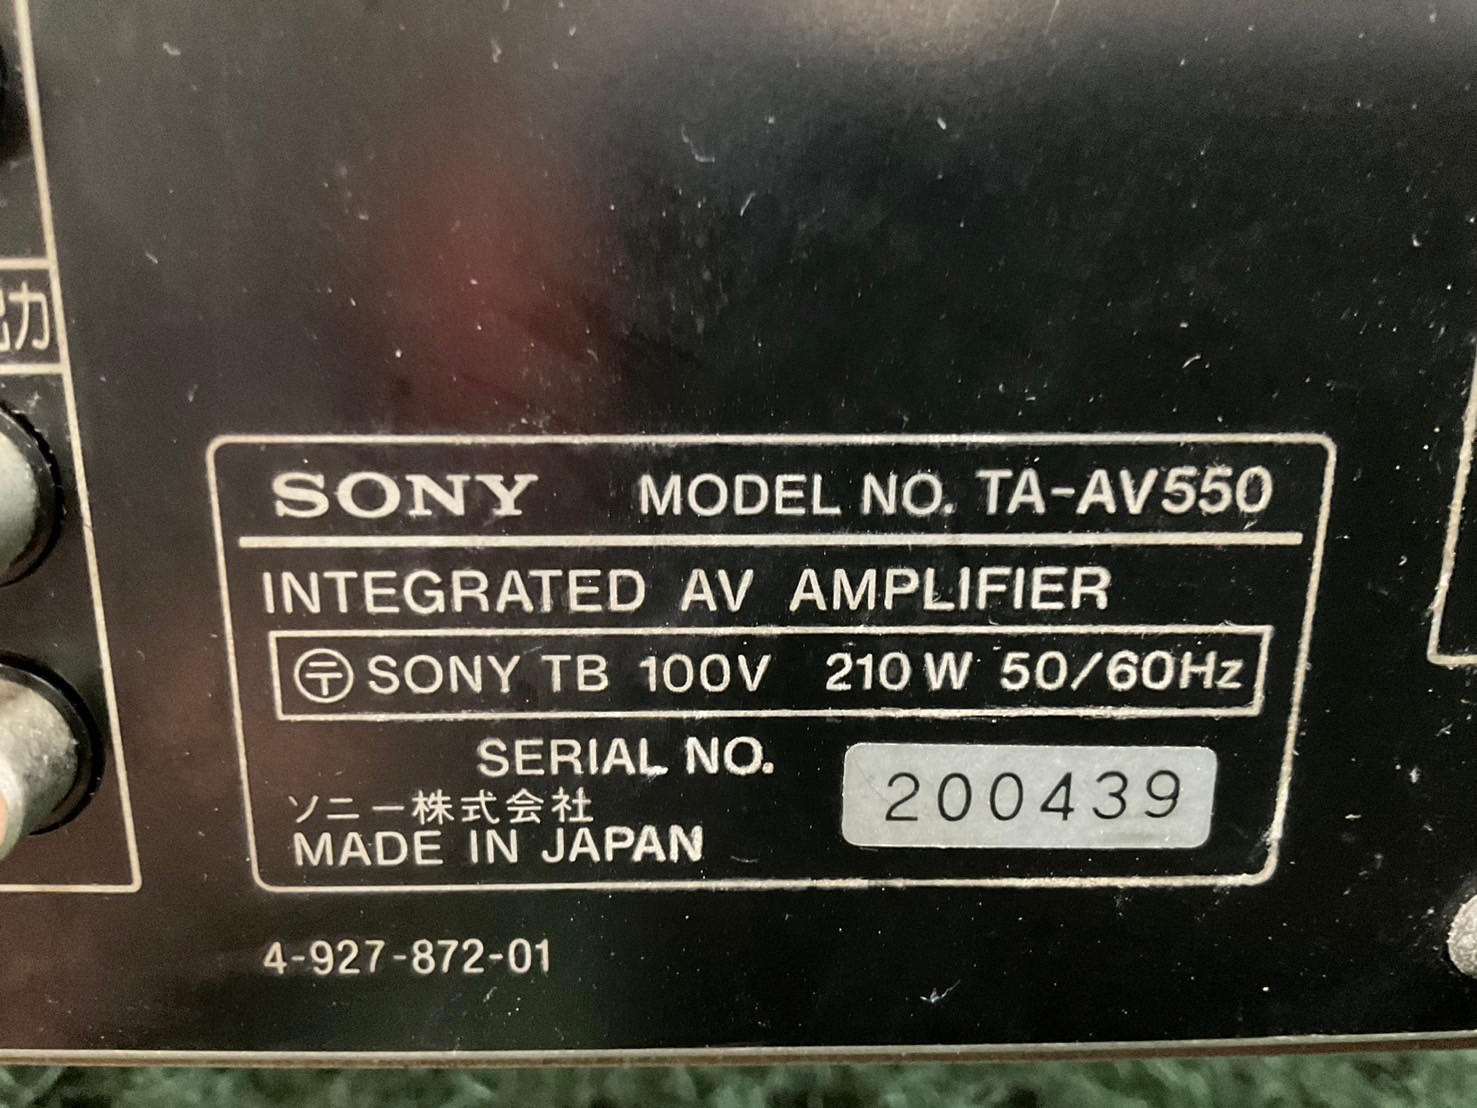 出力
SONY MODEL NO. TA-AV550
INTEGRATED AV AMPLIFIER
〒 SONY TB 100V 210W 50/60Hz
SERIAL NO. 200439
ソニー株式会社
MADE IN JAPAN
4-927-872-01